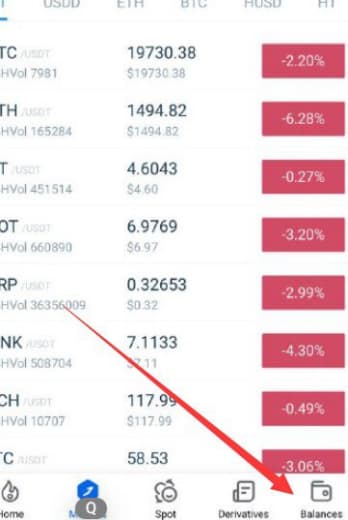 T USDD ETH BTC HUSD HT
TC /USDT 19730.38 -2.20%
HVol 7981 $19730.38
TH /USDT 1494.82 -6.28%
HVol 165284 $1494.82
T /USDT 4.6043 -0.27%
HVol 451514 $4.60
OT /USDT 6.9769 -3.20%
HVol 660890 $6.97
RP /USDT 0.32653 -2.99%
HVol 36356009 $0.32
NK /USDT 7.1133 -4.30%
HVol 508704 $7.11
CH /USDT 117.99 -0.49%
HVol 10707 $117.99
TC /USDT 58.53 -3.06%
Home M Q Spot Derivatives Balances